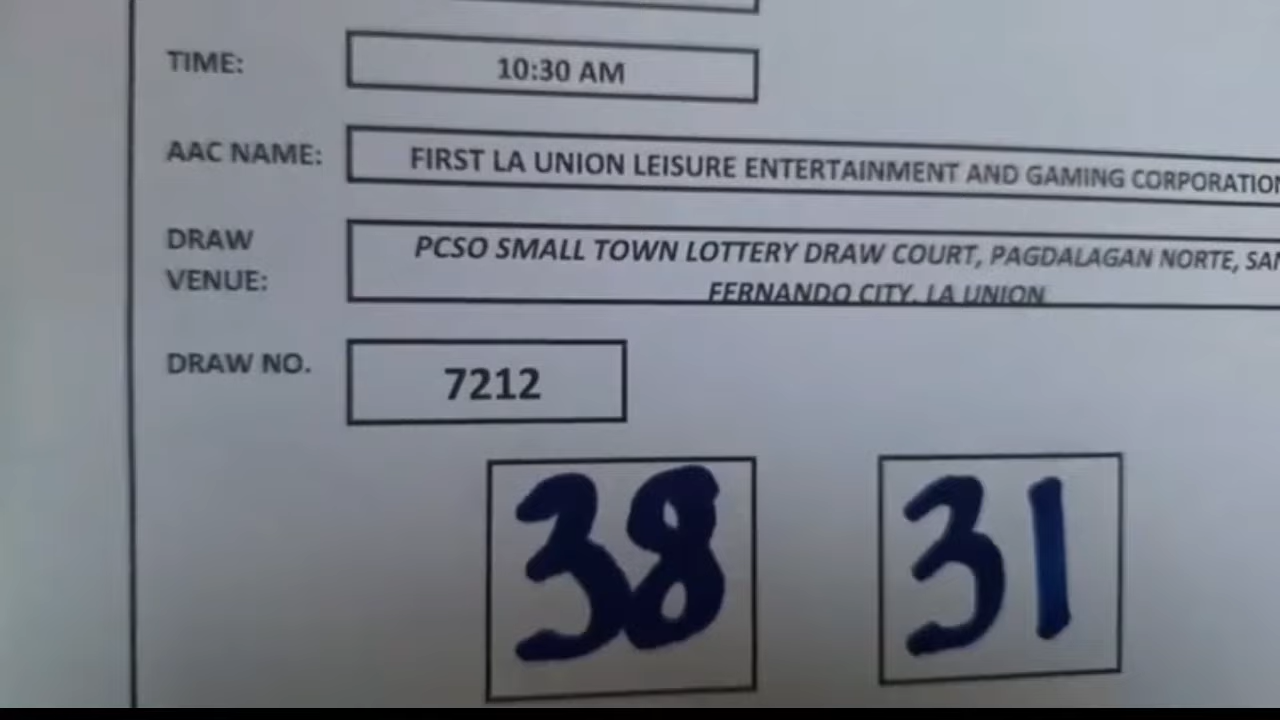 TIME:
10:30 AM
AAC NAME:
FIRST LA UNION LEISURE ENTERTAINMENT AND GAMING CORPORATION
DRAW
VENUE:
PCSO SMALL TOWN LOTTERY DRAW COURT, PAGDALAGAN NORTE, SAN
FERNANDO CITY, LA UNION
DRAW NO.
7212
38 31